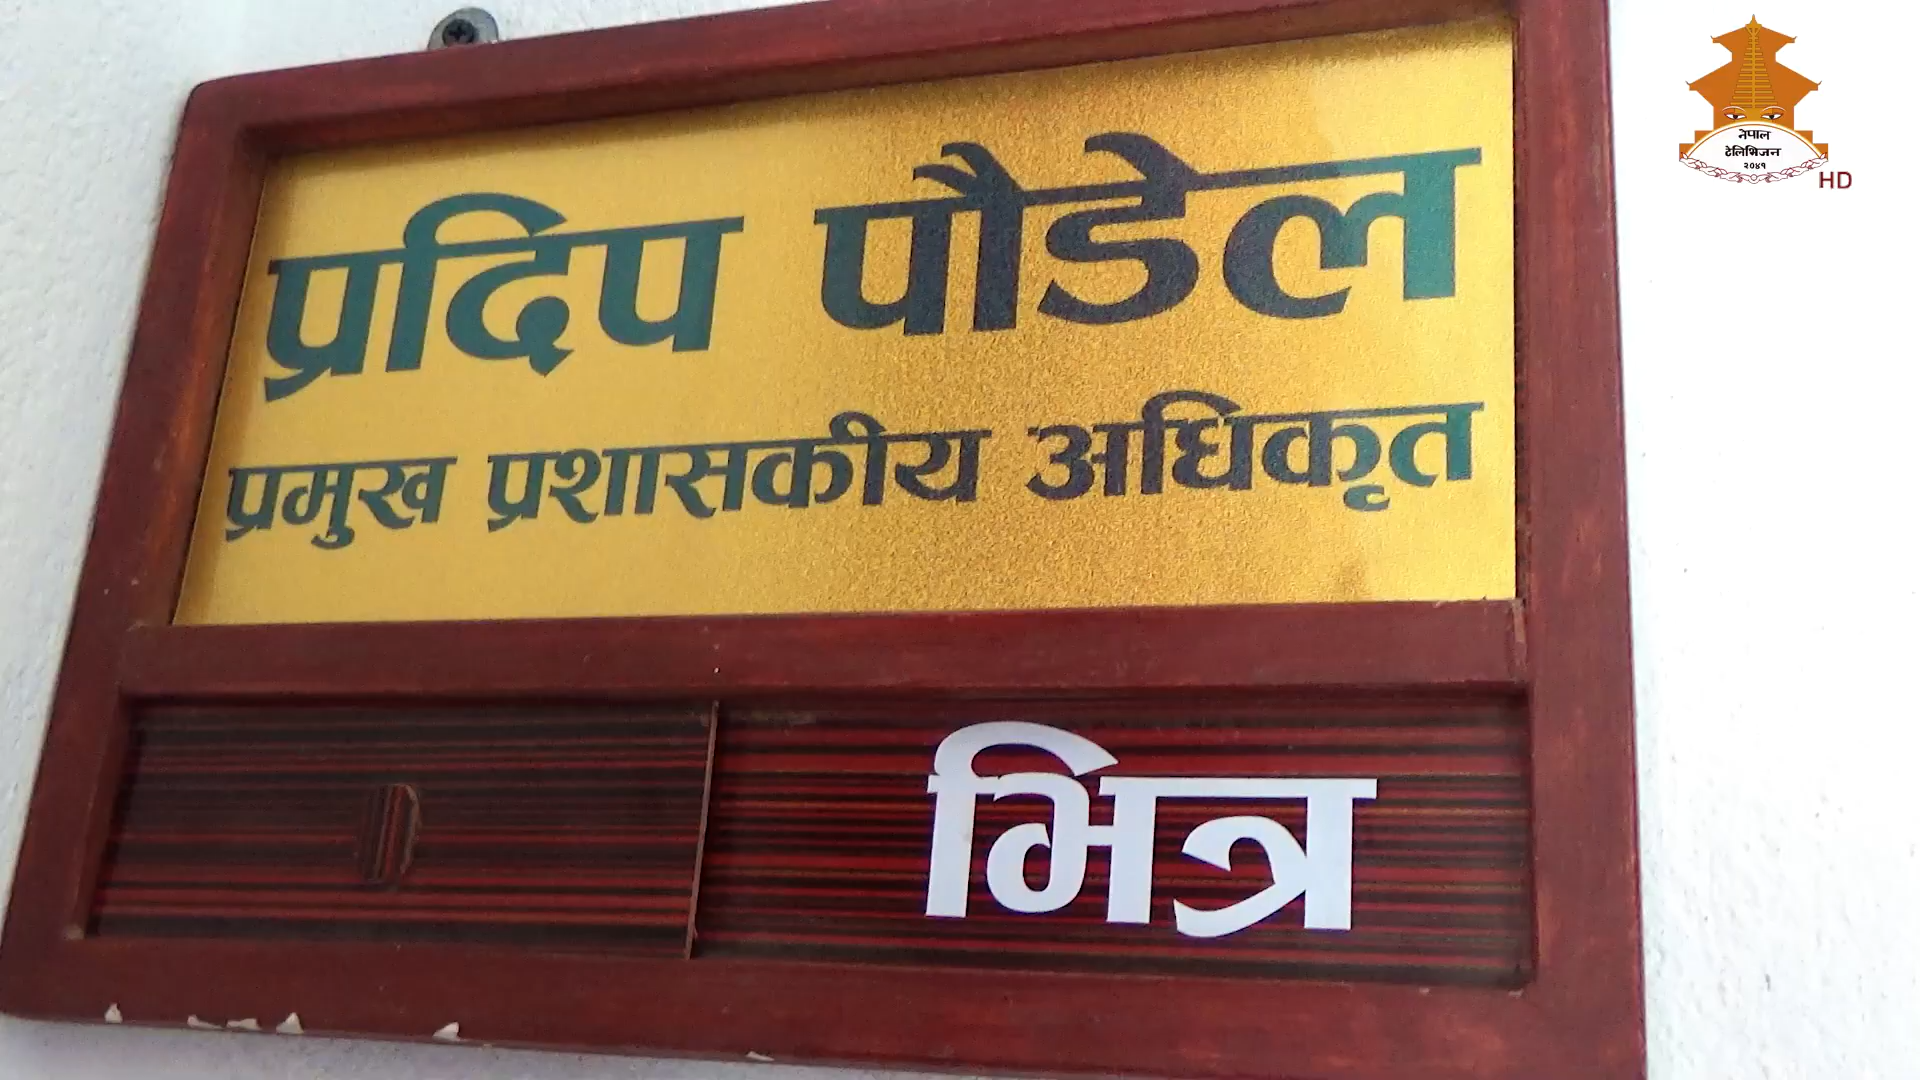 नेपाल
टेलिभिजन
२०४१
HD
प्रदिप पौडेल
प्रमुख प्रशासकीय अधिकृत
भित्र